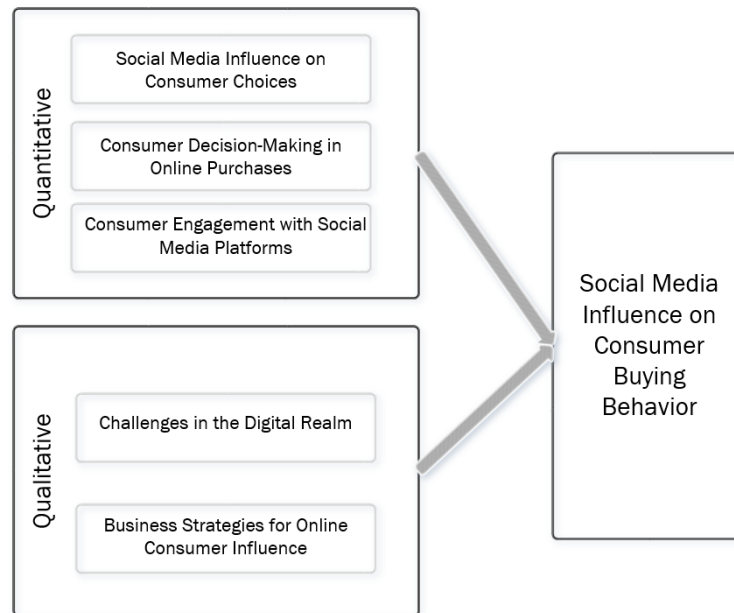 Quantitative
Social Media Influence on
Consumer Choices
Consumer Decision-Making in
Online Purchases
Consumer Engagement with Social
Media Platforms
Qualitative
Challenges in the Digital Realm
Business Strategies for Online
Consumer Influence
Social Media
Influence on
Consumer
Buying
Behavior